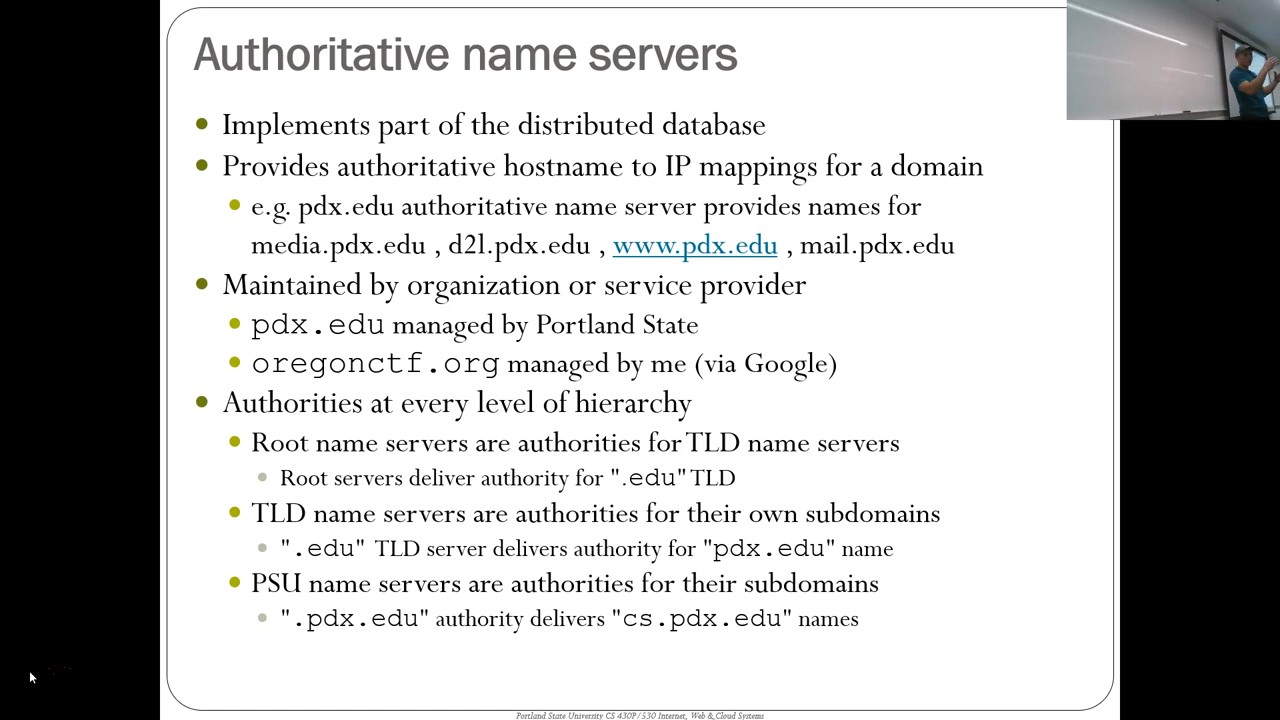 Authoritative name servers
Implements part of the distributed database
Provides authoritative hostname to IP mappings for a domain
e.g. pdx.edu authoritative name server provides names for
media.pdx.edu , d2l.pdx.edu , www.pdx.edu , mail.pdx.edu
Maintained by organization or service provider
pdx.edu managed by Portland State
oregonctf.org managed by me (via Google)
Authorities at every level of hierarchy
Root name servers are authorities for TLD name servers
Root servers deliver authority for ".edu" TLD
TLD name servers are authorities for their own subdomains
".edu" TLD server delivers authority for "pdx.edu" name
PSU name servers are authorities for their subdomains
".pdx.edu" authority delivers "cs.pdx.edu" names
Portland State University CS 430P/530 Internet, Web & Cloud Systems